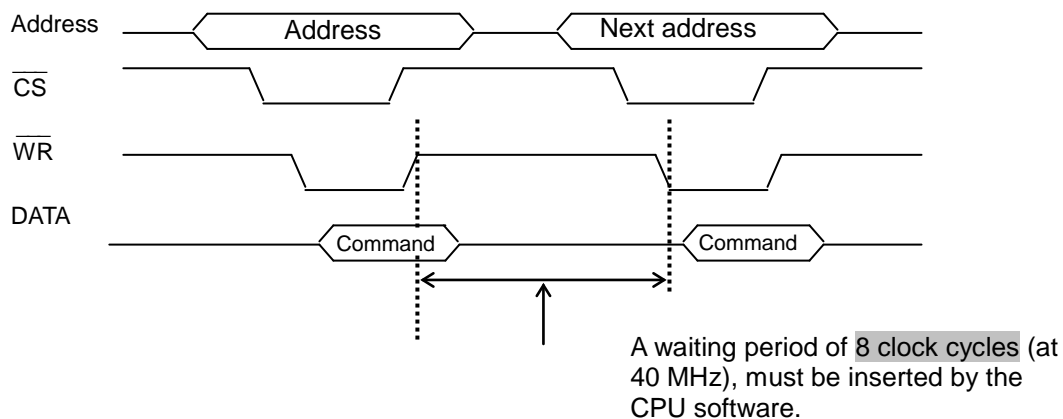 Address
Address
Next address
CS
WR
DATA
Command
Command
A waiting period of 8 clock cycles (at
40 MHz), must be inserted by the
CPU software.